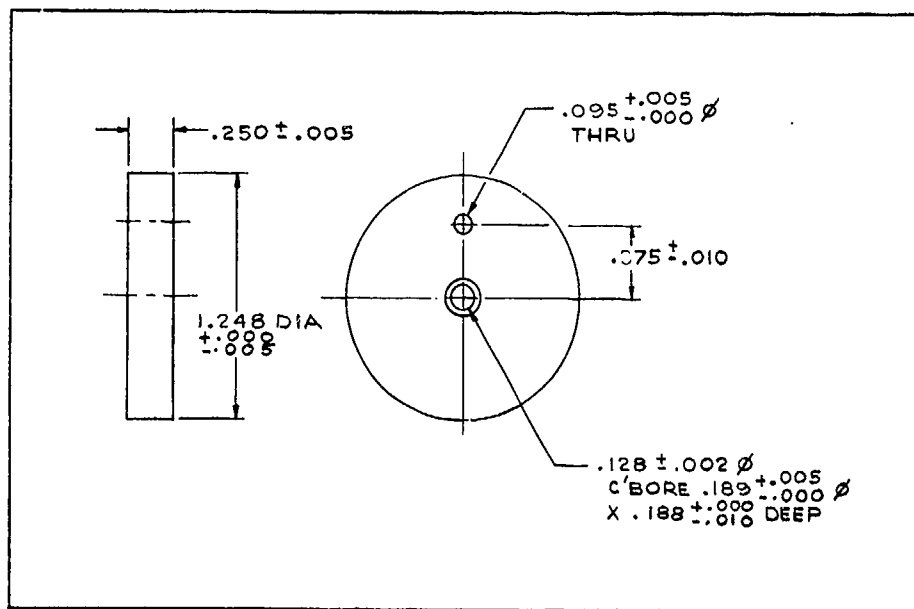 .095 +.005 -.000 ø
THRU
.250 ± .005
.375 ± .010
1.248 DIA
+.000
-.005
.128 ± .002 ø
C'BORE .189 +.005 -.000 ø
X .188 +.000 -.010 DEEP